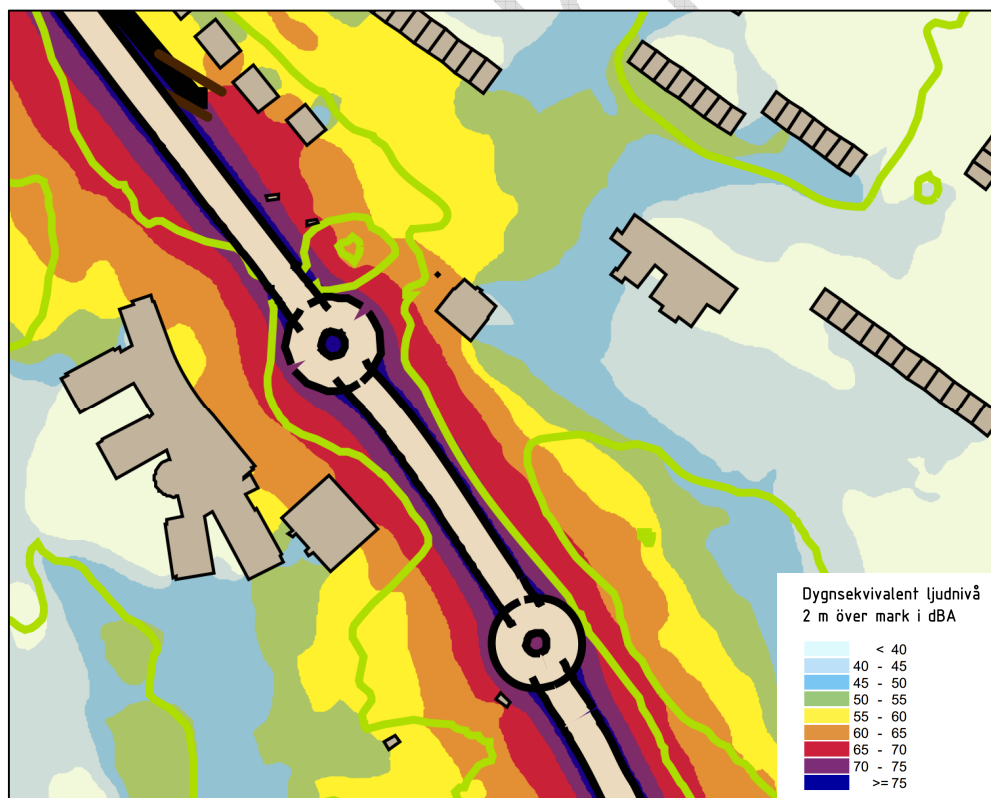 Dygnsekvivalent ljudnivå
2 m över mark i dBA
< 40
40 - 45
45 - 50
50 - 55
55 - 60
60 - 65
65 - 70
70 - 75
>= 75